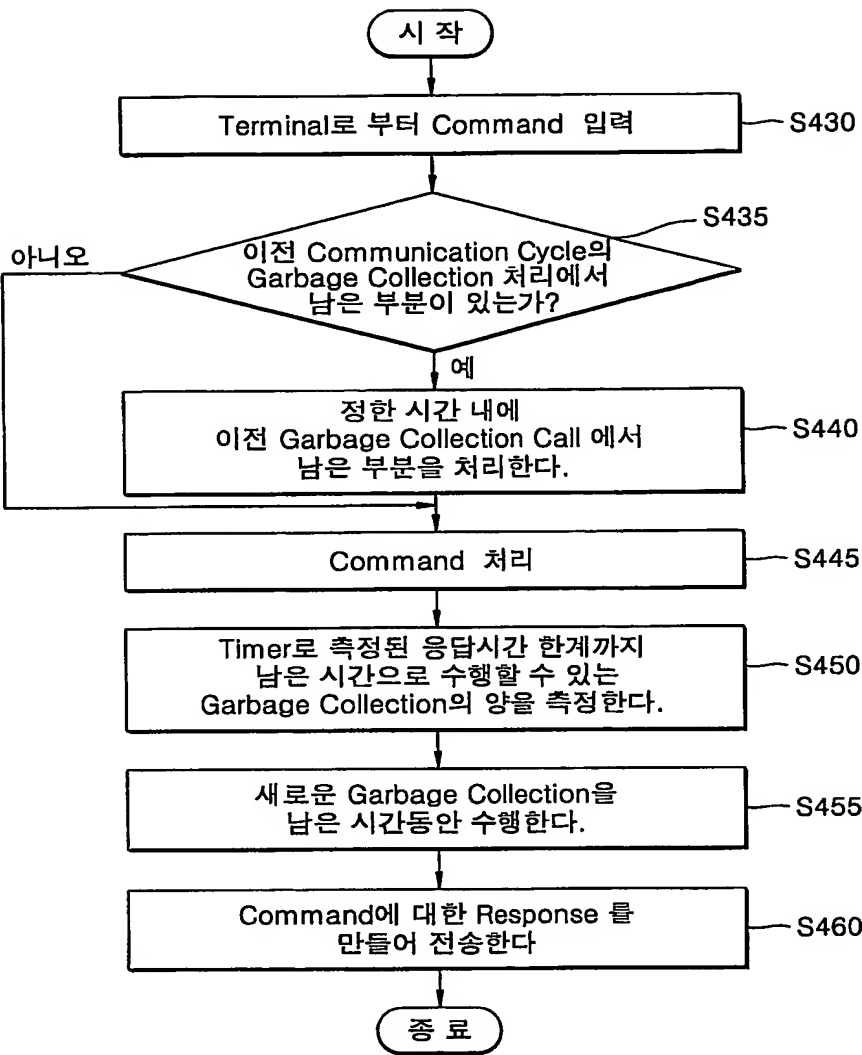 시 작
Terminal로 부터 Command 입력
S430
S435
이전 Communication Cycle의
Garbage Collection 처리에서
남은 부분이 있는가?
아니오
예
정한 시간 내에
이전 Garbage Collection Call 에서
남은 부분을 처리한다.
S440
Command 처리
S445
Timer로 측정된 응답시간 한계까지
남은 시간으로 수행할 수 있는
Garbage Collection의 양을 측정한다.
S450
새로운 Garbage Collection을
남은 시간동안 수행한다.
S455
Command에 대한 Response 를
만들어 전송한다
S460
종 료